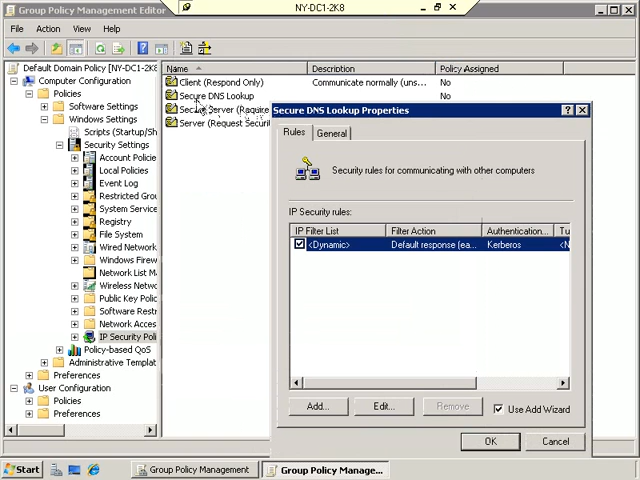 Group Policy Management Editor
NY-DC1-2K8
File Action View Help
Default Domain Policy [NY-DC1-2K8
Computer Configuration
Policies
Software Settings
Windows Settings
Scripts (Startup/Sh
Security Settings
Account Policie
Local Policies
Event Log
Restricted Grou
System Service
Registry
File System
Wired Network
Windows Firew
Network List M
Wireless Netwo
Public Key Polic
Software Restri
Network Acces
IP Security Poli
Policy-based QoS
Administrative Templat
Preferences
User Configuration
Policies
Preferences
Name Description Policy Assigned
Client (Respond Only) Communicate normally (uns... No
Secure DNS Lookup No
Secure Server (Require
Server (Request Securit
Secure DNS Lookup Properties
Rules General
Security rules for communicating with other computers
IP Security rules:
IP Filter List Filter Action Authentication... Tu
<Dynamic> Default response (ea... Kerberos <N
Add... Edit... Remove Use Add Wizard
OK Cancel
Start Group Policy Management Group Policy Manage...